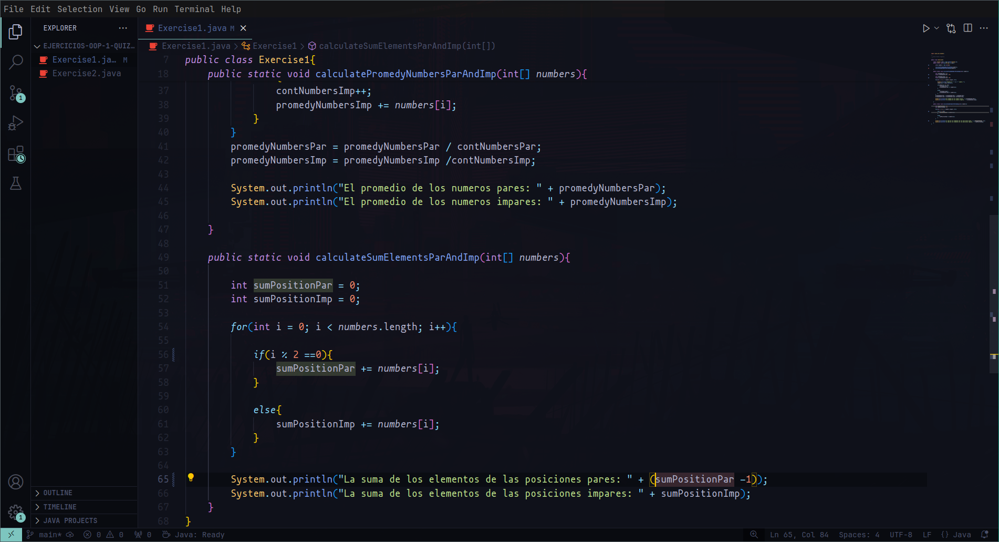 File Edit Selection View Go Run Terminal Help
EXPLORER
Exercise1.java M
EJERCICIOS-OOP-1-QUIZ...
Exercise1.ja... M
Exercise2.java
Exercise1.java > Exercise1 > calculateSumElementsParAndImp(int[])
7 public class Exercise1{
18 public static void calculatePromedyNumbersParAndImp(int[] numbers){
37 contNumbersImp++;
38 promedyNumbersImp += numbers[i];
39 }
40 }
41 promedyNumbersPar = promedyNumbersPar / contNumbersPar;
42 promedyNumbersImp = promedyNumbersImp /contNumbersImp;
43
44 System.out.println("El promedio de los numeros pares: " + promedyNumbersPar);
45 System.out.println("El promedio de los numeros impares: " + promedyNumbersImp);
46
47 }
48
49 public static void calculateSumElementsParAndImp(int[] numbers){
50
51 int sumPositionPar = 0;
52 int sumPositionImp = 0;
53
54 for(int i = 0; i < numbers.length; i++){
55
56 if(i % 2 ==0){
57 sumPositionPar += numbers[i];
58 }
59
60 else{
61 sumPositionImp += numbers[i];
62 }
63 }
64
65 System.out.println("La suma de los elementos de las posiciones pares: " + (sumPositionPar -1));
66 System.out.println("La suma de los elementos de las posiciones impares: " + sumPositionImp);
67 }
68 }
1
1
OUTLINE
TIMELINE
JAVA PROJECTS
main* 0 0 0 Java: Ready Ln 65, Col 84 Spaces: 4 UTF-8 LF {} Java